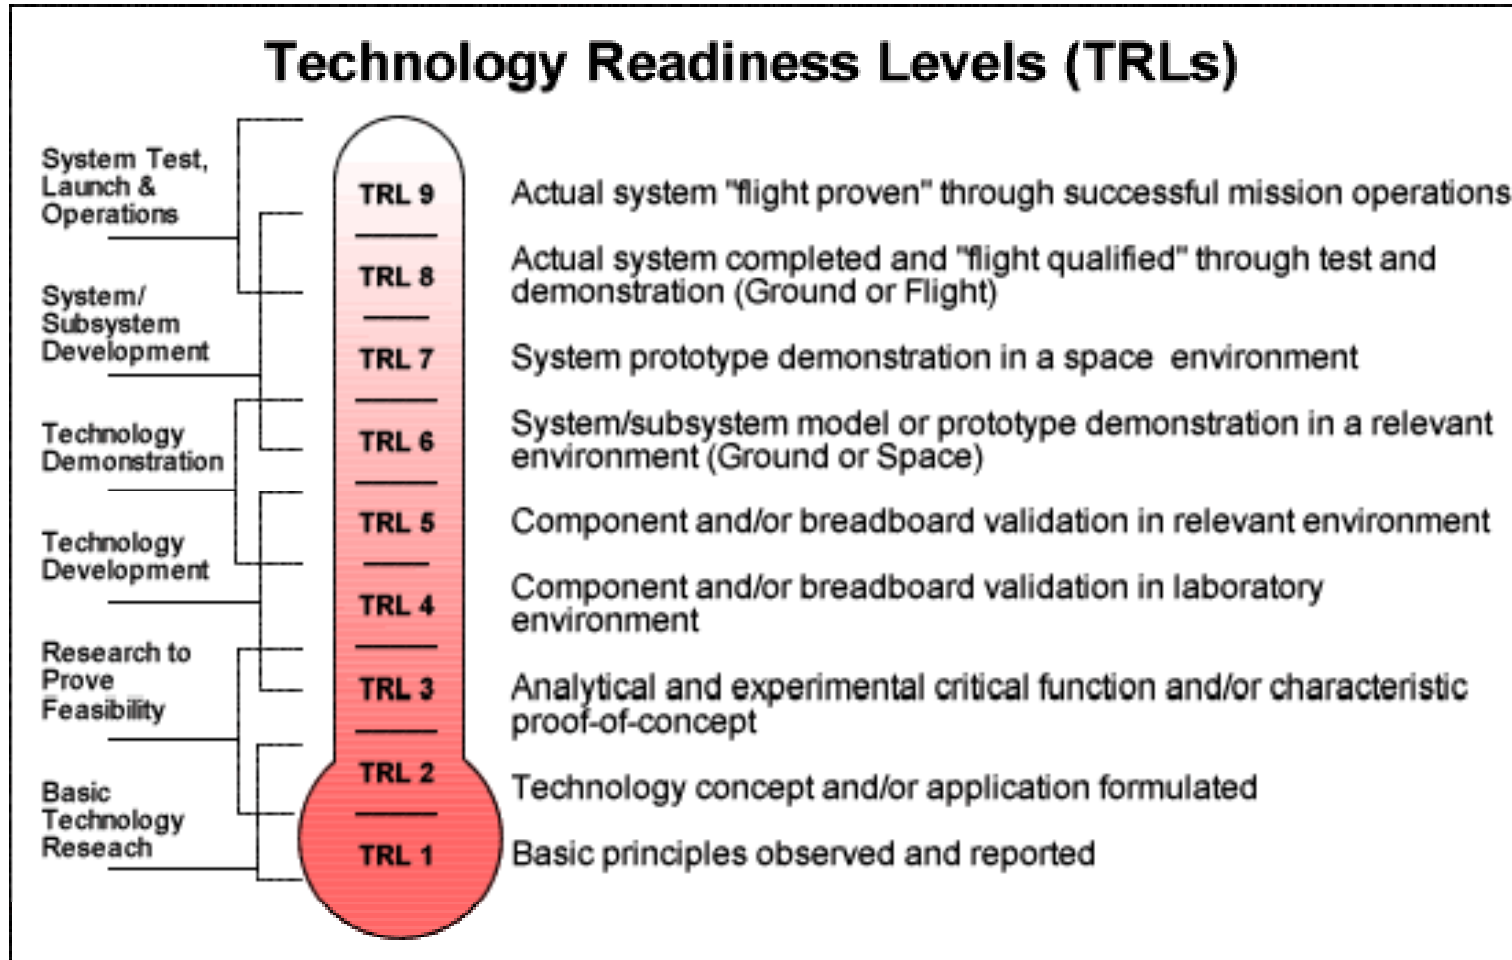 Technology Readiness Levels (TRLs)
System Test,
Launch &
Operations
System/
Subsystem
Development
Technology
Demonstration
Technology
Development
Research to
Prove
Feasibility
Basic
Technology
Reseach
TRL 9
Actual system "flight proven" through successful mission operations
TRL 8
Actual system completed and "flight qualified" through test and
demonstration (Ground or Flight)
TRL 7
System prototype demonstration in a space environment
TRL 6
System/subsystem model or prototype demonstration in a relevant
environment (Ground or Space)
TRL 5
Component and/or breadboard validation in relevant environment
TRL 4
Component and/or breadboard validation in laboratory
environment
TRL 3
Analytical and experimental critical function and/or characteristic
proof-of-concept
TRL 2
Technology concept and/or application formulated
TRL 1
Basic principles observed and reported